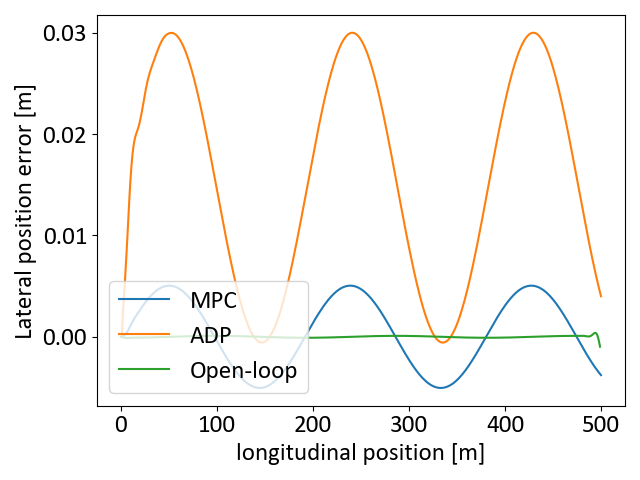 0.03
0.02
0.01
0.00
Lateral position error [m]
MPC
ADP
Open-loop
0 100 200 300 400 500
longitudinal position [m]